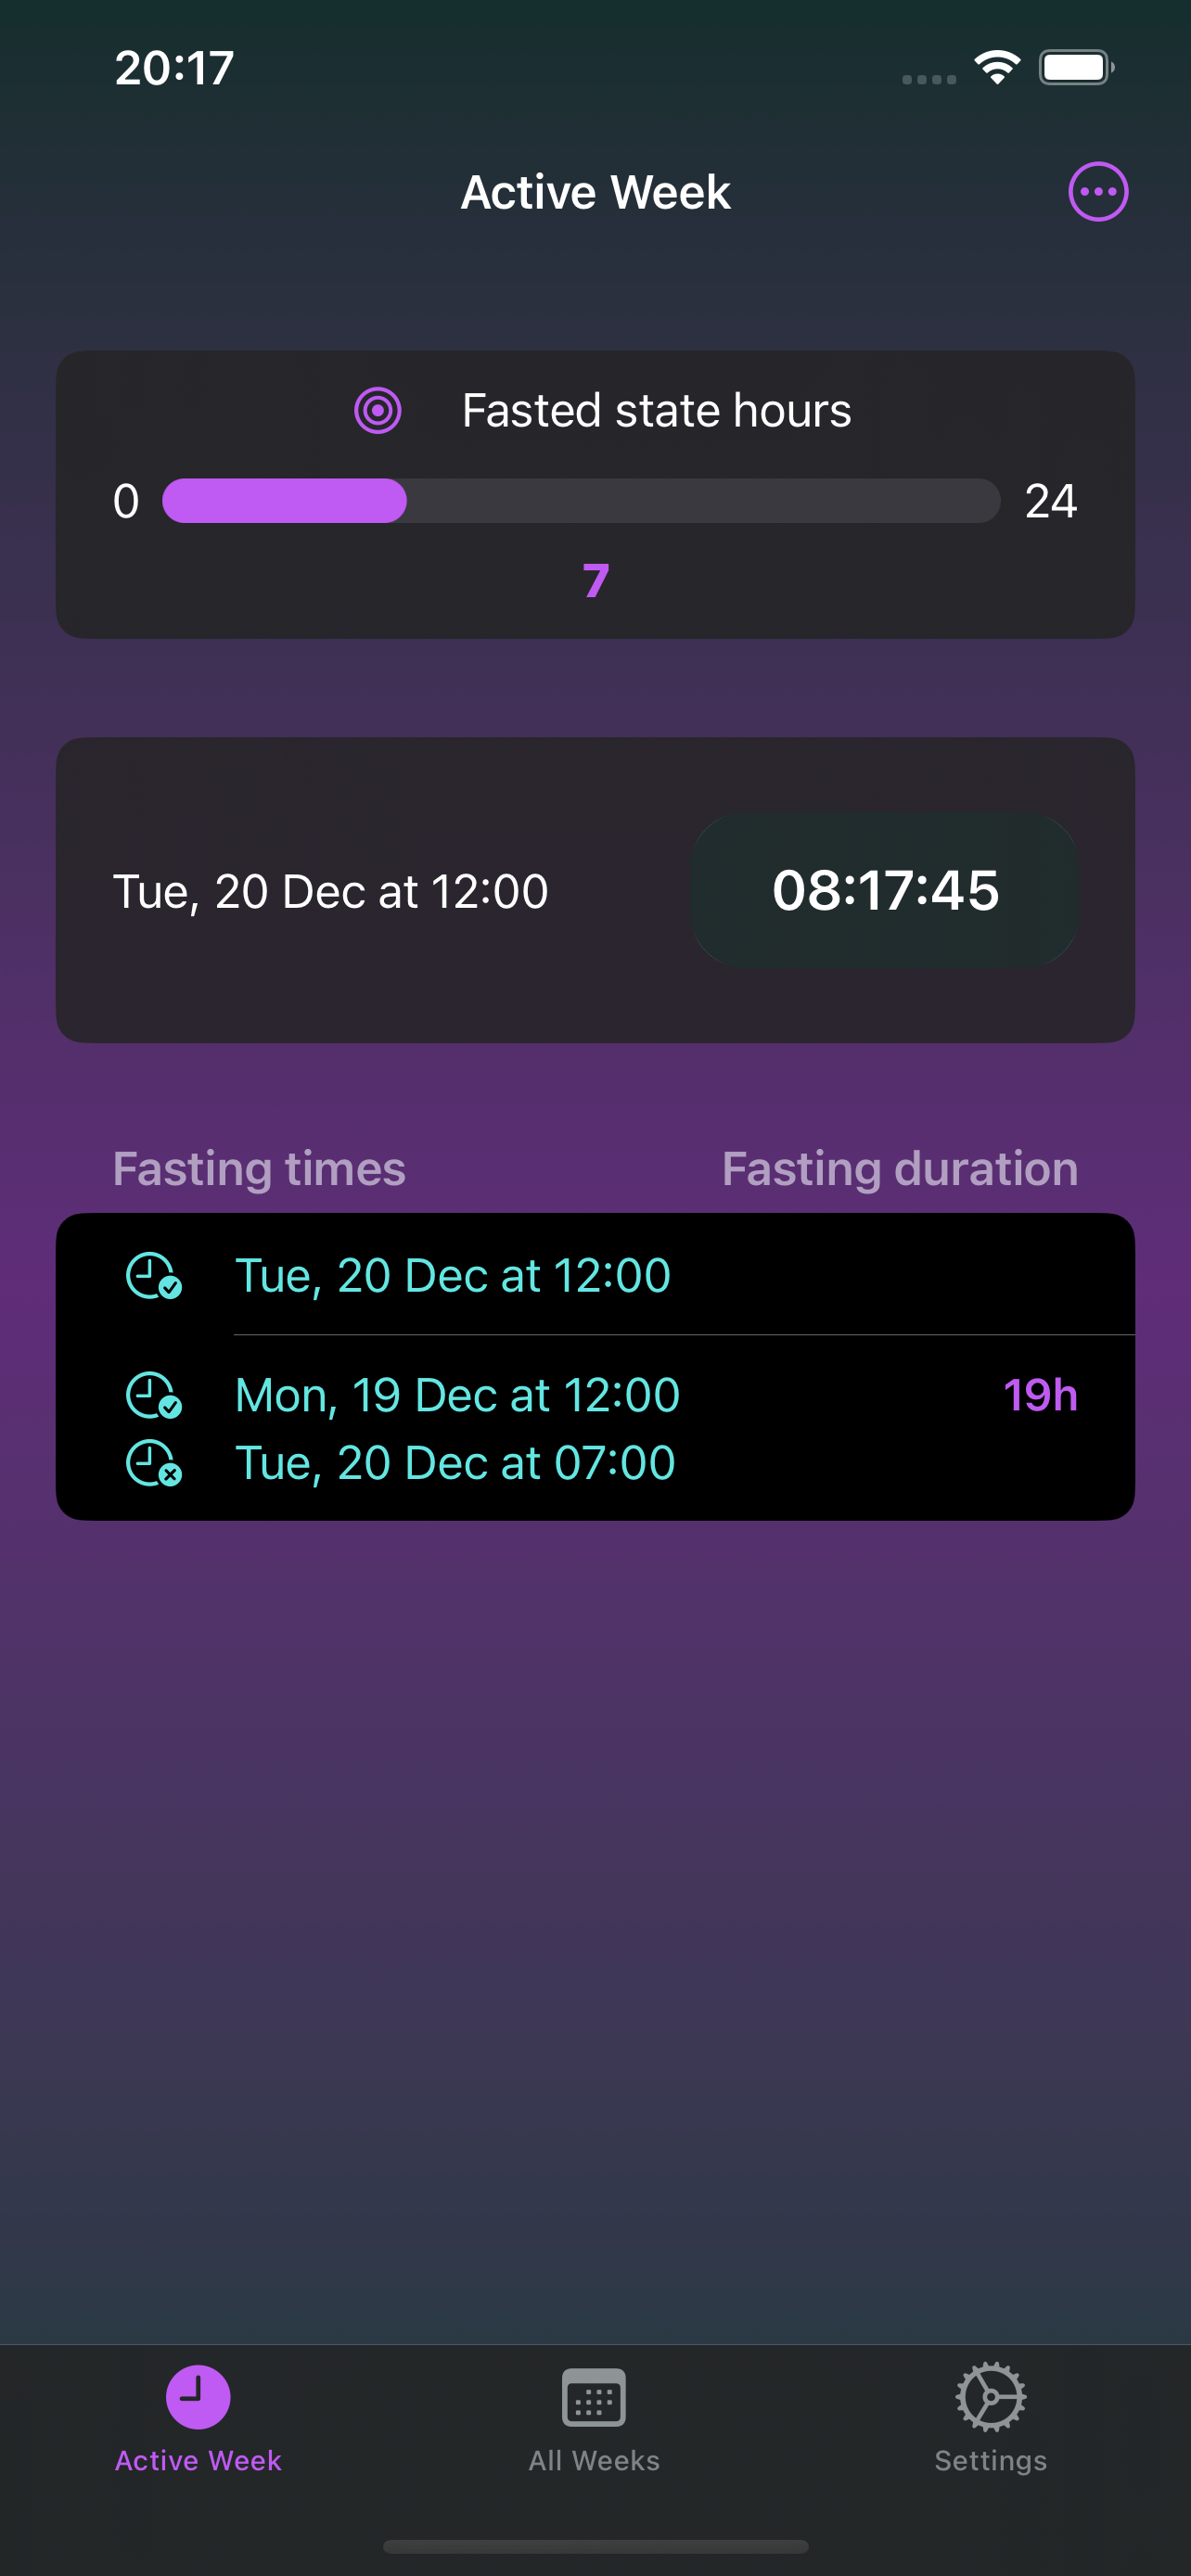 20:17
Active Week
Fasted state hours
0 24
7
Tue, 20 Dec at 12:00 08:17:45
Fasting times Fasting duration
Tue, 20 Dec at 12:00
Mon, 19 Dec at 12:00 19h
Tue, 20 Dec at 07:00
Active Week All Weeks Settings